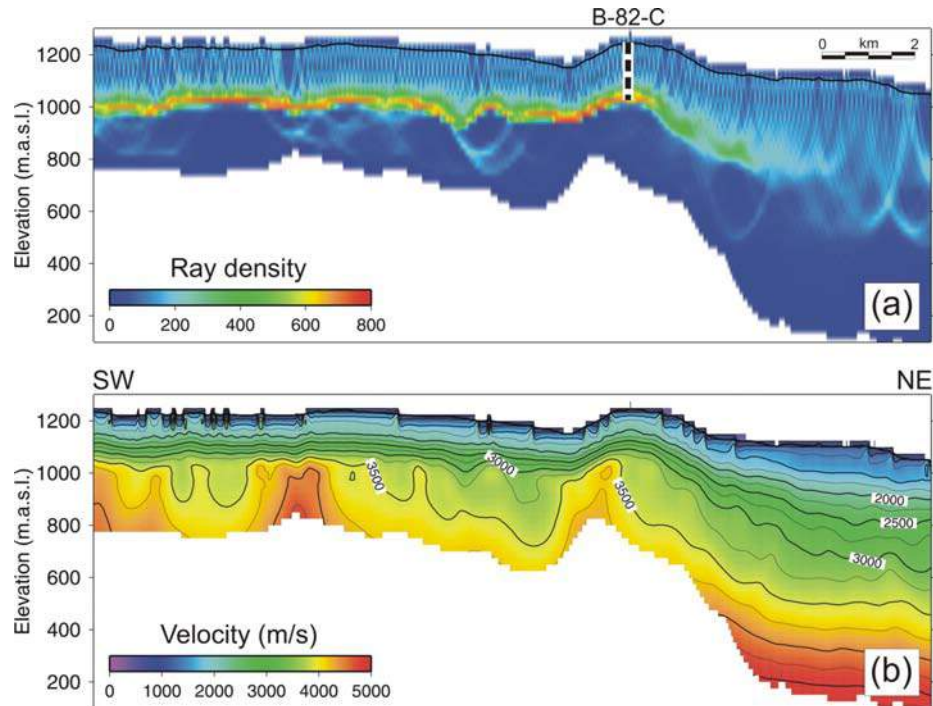 B-82-C
0 km 2
1200
1000
800
600
400
200
Elevation (m.a.s.l.)
Ray density
0 200 400 600 800
(a)
SW NE
1200
1000
800
600
400
200
Elevation (m.a.s.l.)
3500
3000
3500
2000
2500
3000
Velocity (m/s)
0 1000 2000 3000 4000 5000
(b)